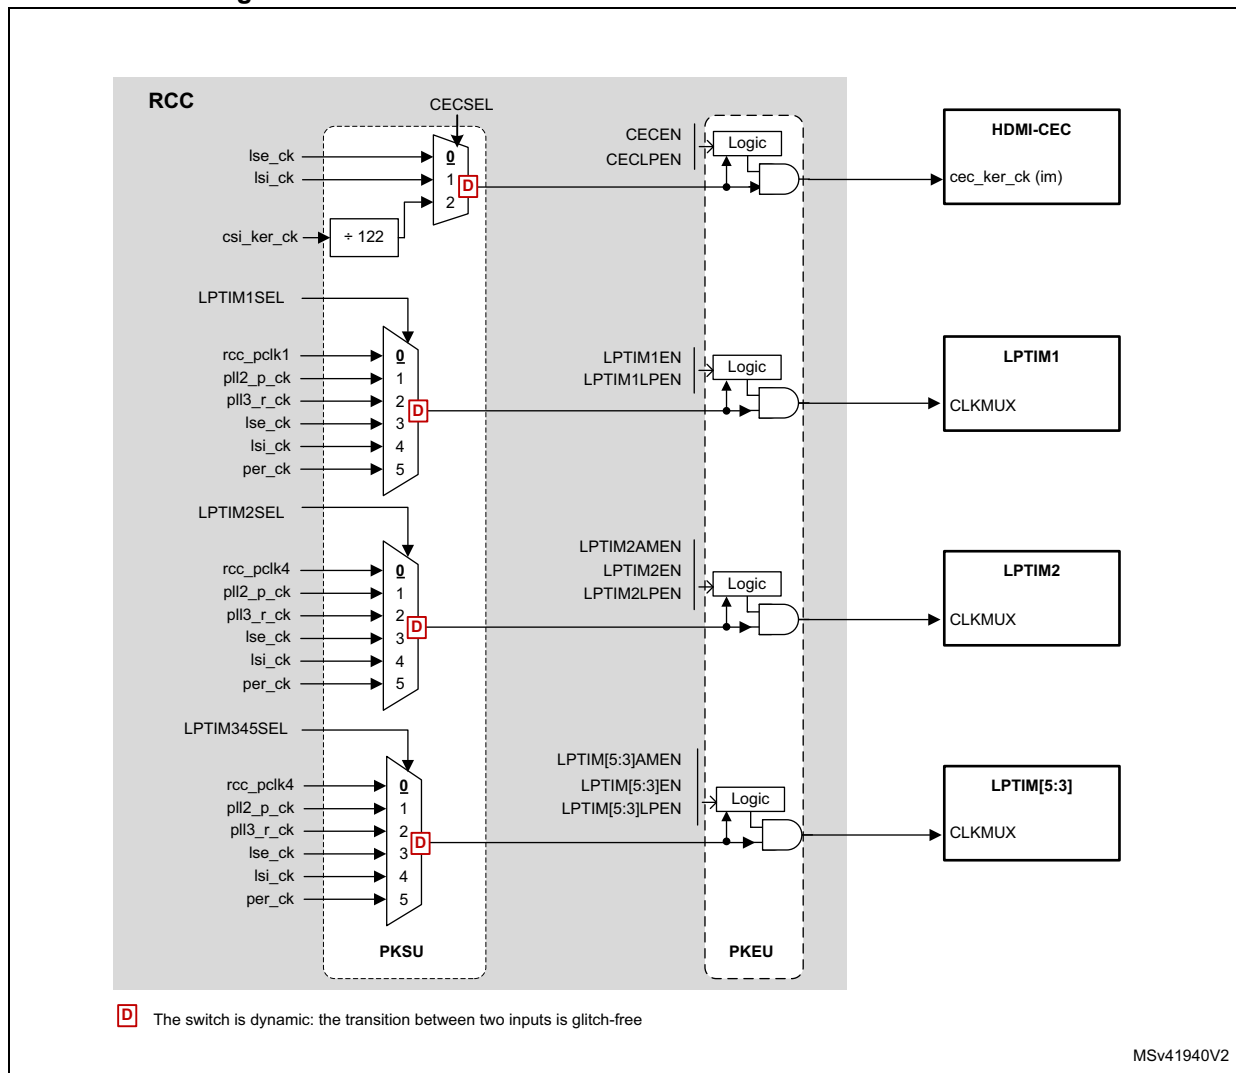 RCC
CECSEL
lse_ck
lsi_ck
csi_ker_ck
÷ 122
0
1
2
D
CECEN
CECLPEN
Logic
HDMI-CEC
cec_ker_ck (im)
LPTIM1SEL
rcc_pclk1
pll2_p_ck
pll3_r_ck
lse_ck
lsi_ck
per_ck
0
1
2
3
4
5
D
LPTIM1EN
LPTIM1LPEN
Logic
LPTIM1
CLKMUX
LPTIM2SEL
rcc_pclk4
pll2_p_ck
pll3_r_ck
lse_ck
lsi_ck
per_ck
0
1
2
3
4
5
D
LPTIM2AMEN
LPTIM2EN
LPTIM2LPEN
Logic
LPTIM2
CLKMUX
LPTIM345SEL
rcc_pclk4
pll2_p_ck
pll3_r_ck
lse_ck
lsi_ck
per_ck
0
1
2
3
4
5
D
LPTIM[5:3]AMEN
LPTIM[5:3]EN
LPTIM[5:3]LPEN
Logic
LPTIM[5:3]
CLKMUX
PKSU
PKEU
D The switch is dynamic: the transition between two inputs is glitch-free
MSv41940V2